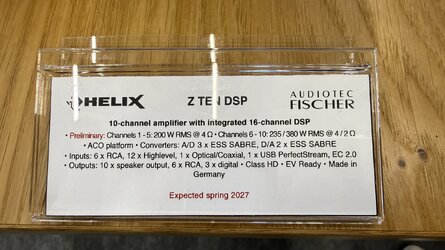 HELIX
Z TEN DSP
AUDIOTEC
FISCHER
10-channel amplifier with integrated 16-channel DSP
• Preliminary: Channels 1 - 5: 200 W RMS @ 4 Ω • Channels 6 - 10: 235 / 380 W RMS @ 4 / 2 Ω
• ACO platform • Converters: A/D 3 x ESS SABRE, D/A 2 x ESS SABRE
• Inputs: 6 x RCA, 12 x Highlevel, 1 x Optical/Coaxial, 1 x USB PerfectStream, EC 2.0
• Outputs: 10 x speaker output, 6 x RCA, 3 x digital • Class HD • EV Ready • Made in
Germany
Expected spring 2027